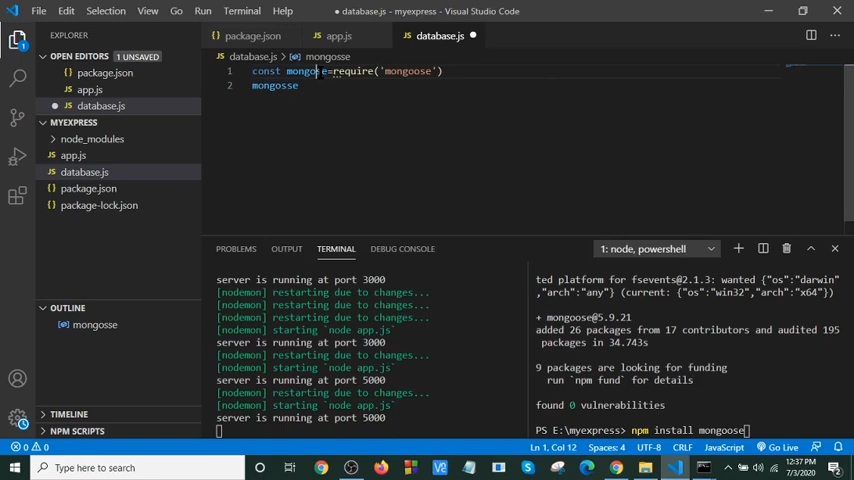 File Edit Selection View Go Run Terminal Help
● database.js - myexpress - Visual Studio Code
EXPLORER
OPEN EDITORS 1 UNSAVED
package.json
app.js
database.js
MYEXPRESS
node_modules
app.js
database.js
package.json
package-lock.json
OUTLINE
mongosse
TIMELINE
NPM SCRIPTS
package.json app.js database.js
database.js > mongosse
1 const mongose=require('mongoose')
2 mongosse
PROBLEMS OUTPUT TERMINAL DEBUG CONSOLE
1: node, powershell
server is running at port 3000
[nodemon] restarting due to changes...
[nodemon] restarting due to changes...
[nodemon] restarting due to changes...
[nodemon] starting `node app.js`
server is running at port 3000
[nodemon] restarting due to changes...
[nodemon] starting `node app.js`
server is running at port 5000
[nodemon] restarting due to changes...
[nodemon] starting `node app.js`
server is running at port 5000
ted platform for fsevents@2.1.3: wanted {"os":"darwin"
,"arch":"any"} (current: {"os":"win32","arch":"x64"})
+ mongoose@5.9.21
added 26 packages from 17 contributors and audited 195
packages in 34.743s
9 packages are looking for funding
run `npm fund` for details
found 0 vulnerabilities
PS E:\myexpress> npm install mongoose
0 0
Ln 1, Col 12 Spaces: 4 UTF-8 CRLF JavaScript Go Live
Type here to search
12:37 PM
7/3/2020